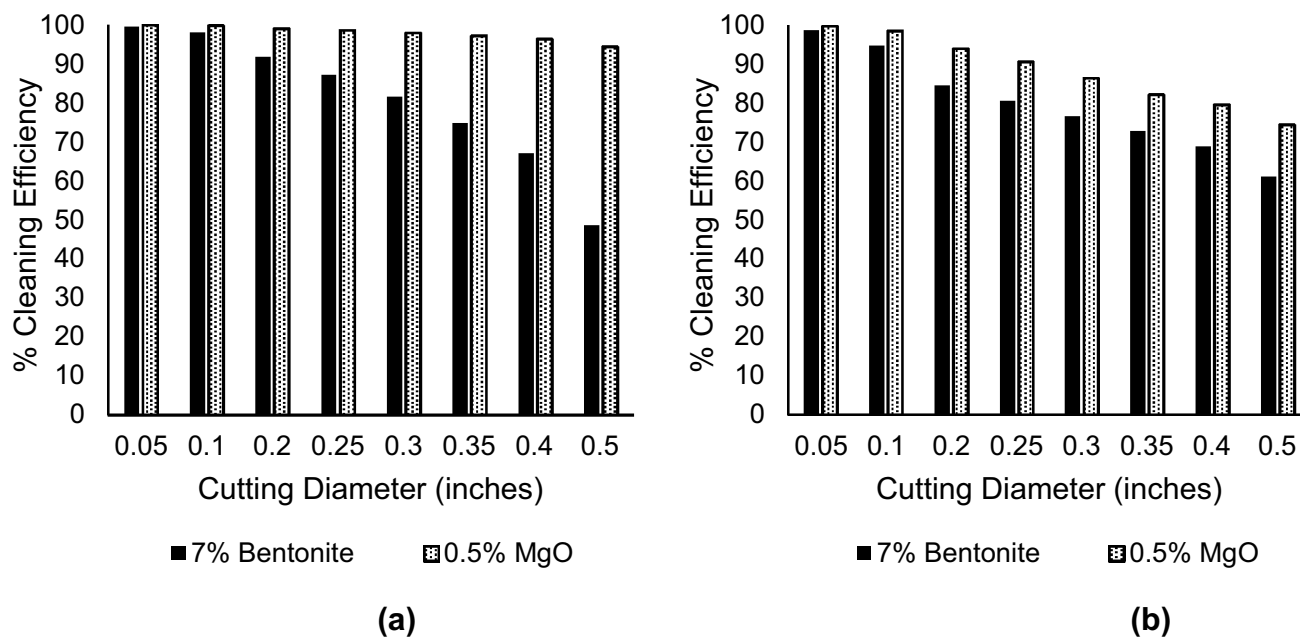 % Cleaning Efficiency
100
90
80
70
60
50
40
30
20
10
0
0.05 0.1 0.2 0.25 0.3 0.35 0.4 0.5
Cutting Diameter (inches)
7% Bentonite 0.5% MgO
(a)
% Cleaning Efficiency
100
90
80
70
60
50
40
30
20
10
0
0.05 0.1 0.2 0.25 0.3 0.35 0.4 0.5
Cutting Diameter (inches)
7% Bentonite 0.5% MgO
(b)